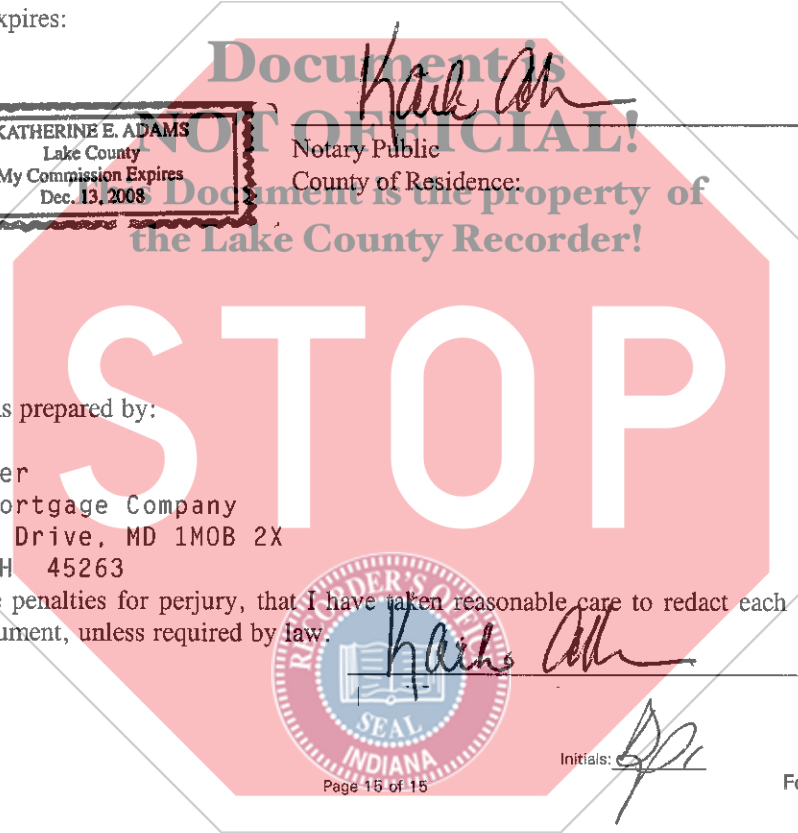 xpires:
Document is
NOT OFFICIAL!
KATHERINE E. ADAMS
Lake County
My Commission Expires
Dec. 13, 2008
Notary Public
County of Residence:
Document is the property of
the Lake County Recorder!
STOP
s prepared by:
er
ortgage Company
Drive, MD 1MOB 2X
H 45263
penalties for perjury, that I have taken reasonable care to redact each
ument, unless required by law.
RECORDER'S OFFICE
SEAL
INDIANA
Initials:
Page 15 of 15
Fo